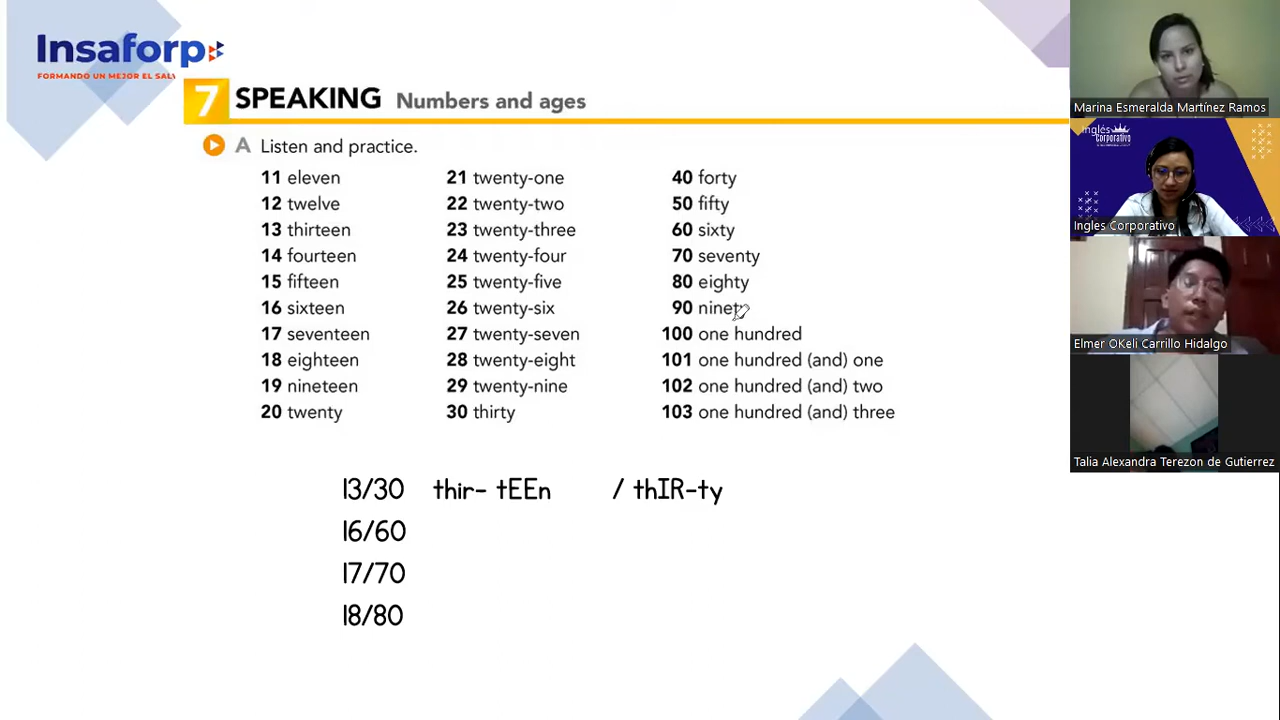 Insaforp
FORMANDO UN MEJOR EL SALV
7 SPEAKING Numbers and ages
A Listen and practice.
11 eleven
12 twelve
13 thirteen
14 fourteen
15 fifteen
16 sixteen
17 seventeen
18 eighteen
19 nineteen
20 twenty
21 twenty-one
22 twenty-two
23 twenty-three
24 twenty-four
25 twenty-five
26 twenty-six
27 twenty-seven
28 twenty-eight
29 twenty-nine
30 thirty
40 forty
50 fifty
60 sixty
70 seventy
80 eighty
90 ninety
100 one hundred
101 one hundred (and) one
102 one hundred (and) two
103 one hundred (and) three
13/30 thir- tEEn / thIR-ty
16/60
17/70
18/80
Marina Esmeralda Martínez Ramos
Inglés
Corporativo
Ingles Corporativo
Elmer OKeli Carrillo Hidalgo
Talia Alexandra Terezon de Gutierrez